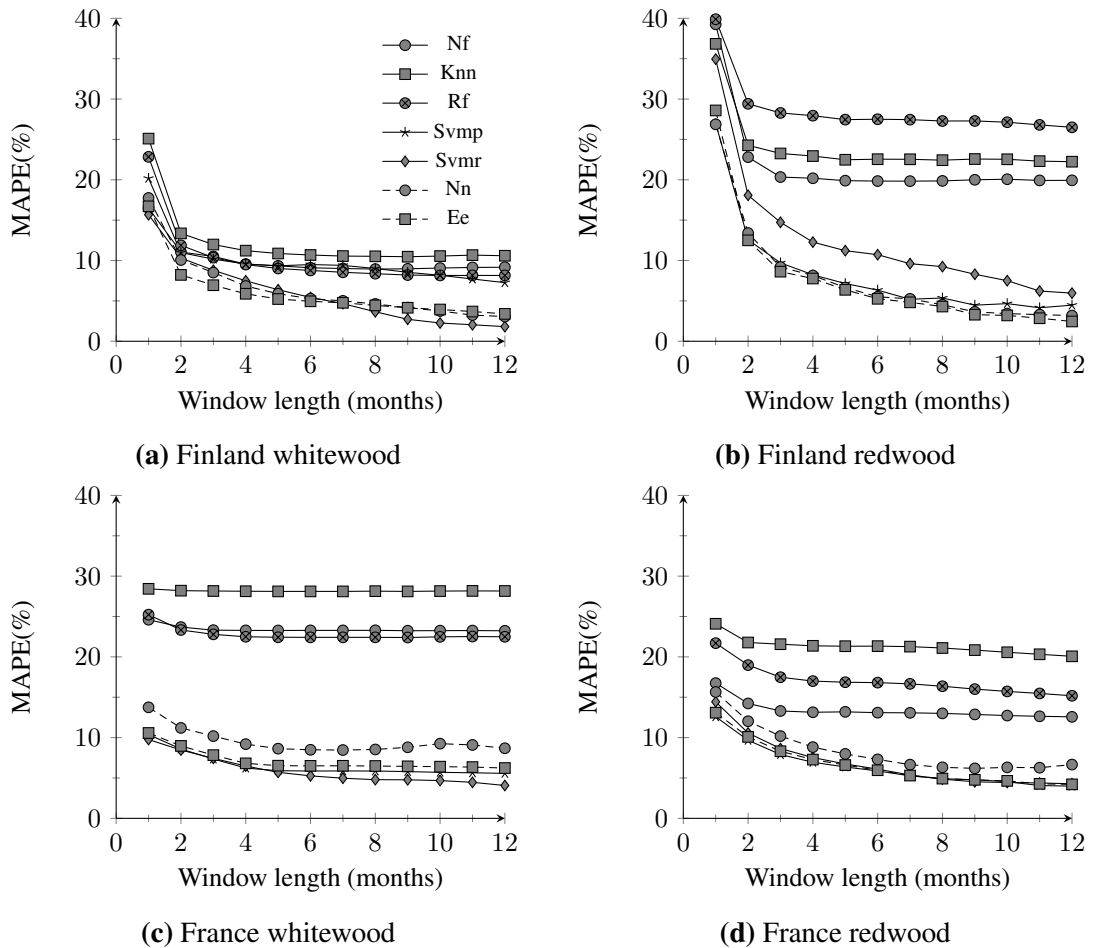 40
30
20
10
0
MAPE(%)
0 2 4 6 8 10 12
Window length (months)
Nf
Knn
Rf
Svmp
Svmr
Nn
Ee
(a) Finland whitewood
40
30
20
10
0
MAPE(%)
0 2 4 6 8 10 12
Window length (months)
(b) Finland redwood
40
30
20
10
0
MAPE(%)
0 2 4 6 8 10 12
Window length (months)
(c) France whitewood
40
30
20
10
0
MAPE(%)
0 2 4 6 8 10 12
Window length (months)
(d) France redwood